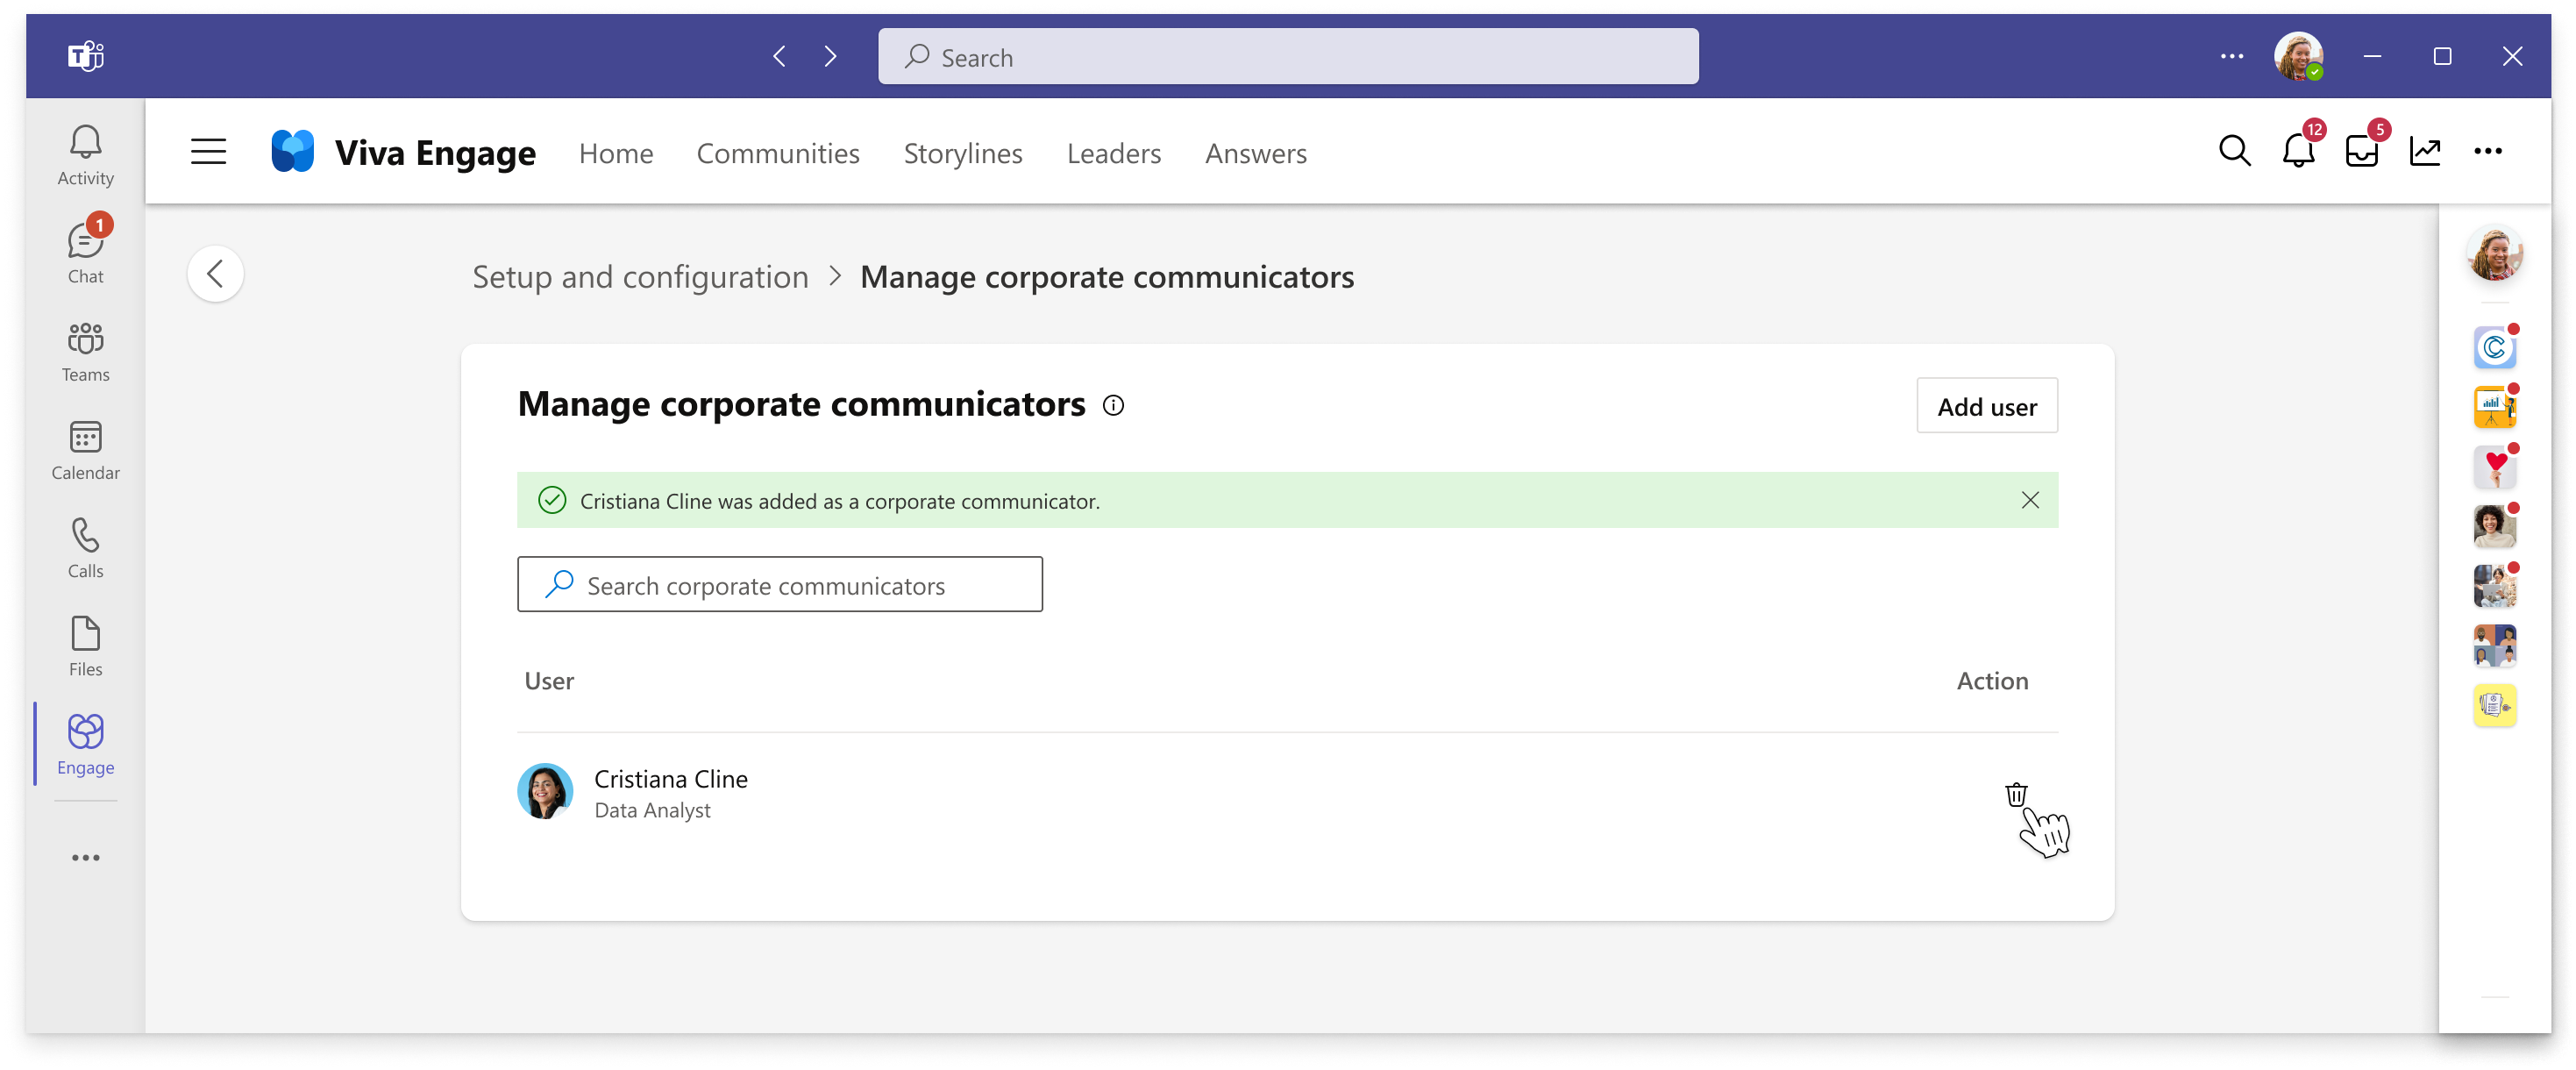 Search
Activity
1
Chat
Teams
Calendar
Calls
Files
Engage
Viva Engage
Home
Communities
Storylines
Leaders
Answers
12
5
Setup and configuration > Manage corporate communicators
Manage corporate communicators
Add user
Cristiana Cline was added as a corporate communicator.
Search corporate communicators
User
Action
Cristiana Cline
Data Analyst